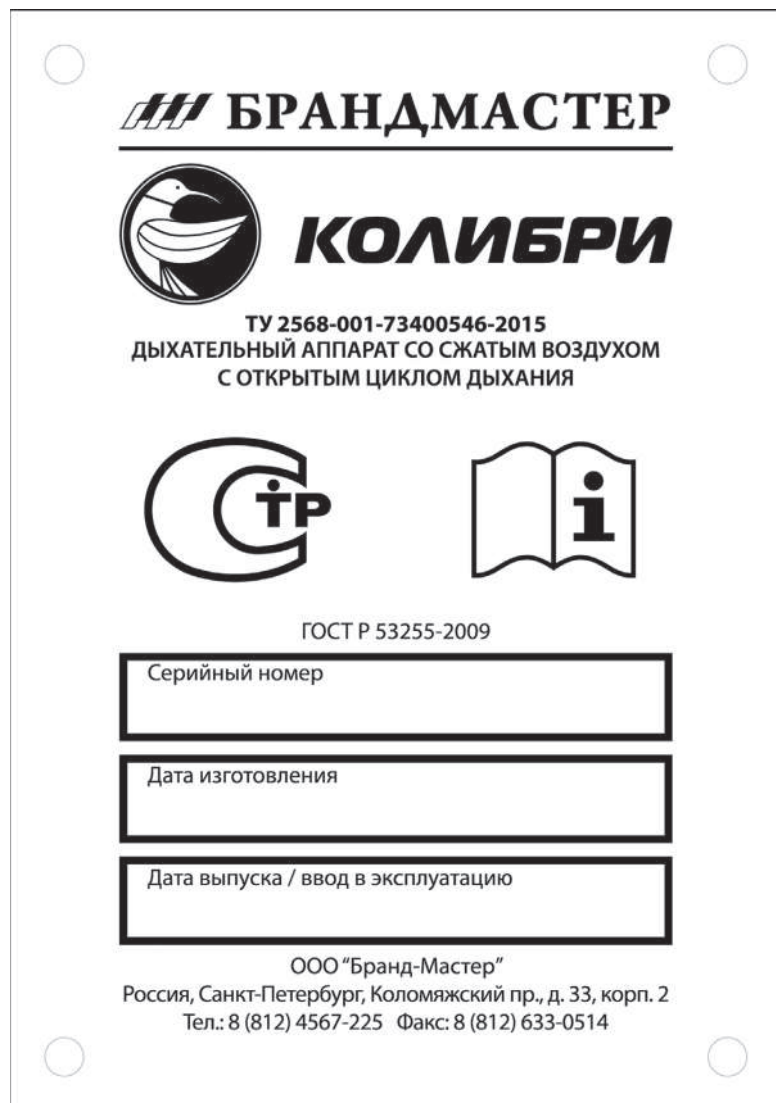 БРАНДМАСТЕР
КОЛИБРИ
ТУ 2568-001-73400546-2015
ДЫХАТЕЛЬНЫЙ АППАРАТ СО СЖАТЫМ ВОЗДУХОМ
С ОТКРЫТЫМ ЦИКЛОМ ДЫХАНИЯ
СТР i
ГОСТ Р 53255-2009
Серийный номер
Дата изготовления
Дата выпуска / ввод в эксплуатацию
ООО “Бранд-Мастер”
Россия, Санкт-Петербург, Коломяжский пр., д. 33, корп. 2
Тел.: 8 (812) 4567-225 Факс: 8 (812) 633-0514